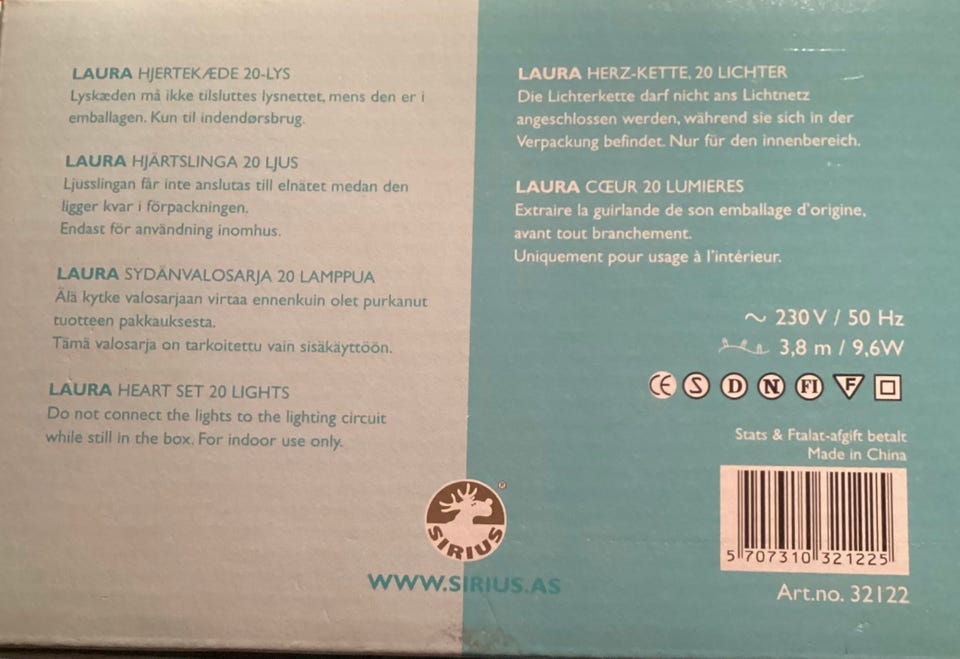 LAURA HJERTEKÆDE 20-LYS
Lyskæden må ikke tilsluttes lysnettet, mens den er i
emballagen. Kun til indendørsbrug.
LAURA HJÄRTSLINGA 20 LJUS
Ljusslingan får inte anslutas till elnätet medan den
ligger kvar i förpackningen.
Endast för användning inomhus.
LAURA SYDÄNVALOSARJA 20 LAMPPUA
Älä kytke valosarjaan virtaa ennenkuin olet purkanut
tuotteen pakkauksesta.
Tämä valosarja on tarkoitettu vain sisäkäyttöön.
LAURA HEART SET 20 LIGHTS
Do not connect the lights to the lighting circuit
while still in the box. For indoor use only.
LAURA HERZ-KETTE, 20 LICHTER
Die Lichterkette darf nicht ans Lichtnetz
angeschlossen werden, während sie sich in der
Verpackung befindet. Nur für den innenbereich.
LAURA CŒUR 20 LUMIERES
Extraire la guirlande de son emballage d'origine,
avant tout branchement.
Uniquement pour usage à l'intérieur.
~ 230 V / 50 Hz
3,8 m / 9,6W
CE S D N FI F
Stats & Ftalat-afgift betalt
Made in China
5 707310 321225
Art.no. 32122
SIRIUS
®
WWW.SIRIUS.AS